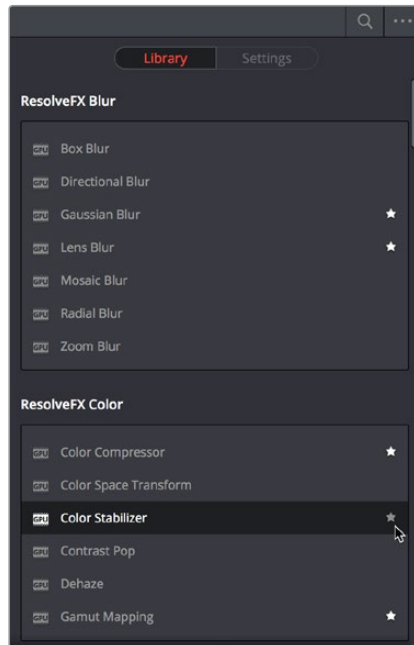 Library Settings
ResolveFX Blur
GPU Box Blur
GPU Directional Blur
GPU Gaussian Blur
GPU Lens Blur
GPU Mosaic Blur
GPU Radial Blur
GPU Zoom Blur
ResolveFX Color
GPU Color Compressor
GPU Color Space Transform
GPU Color Stabilizer
GPU Contrast Pop
GPU Dehaze
GPU Gamut Mapping